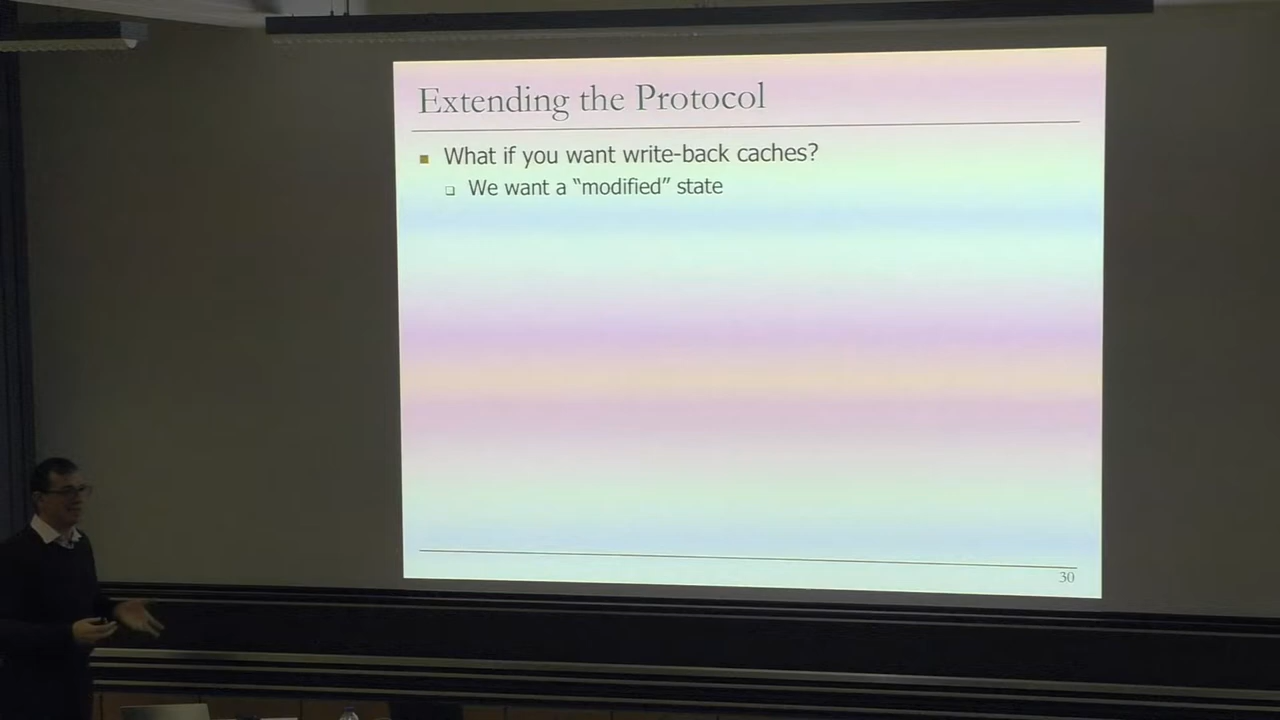 Extending the Protocol
What if you want write-back caches?
We want a “modified” state
30